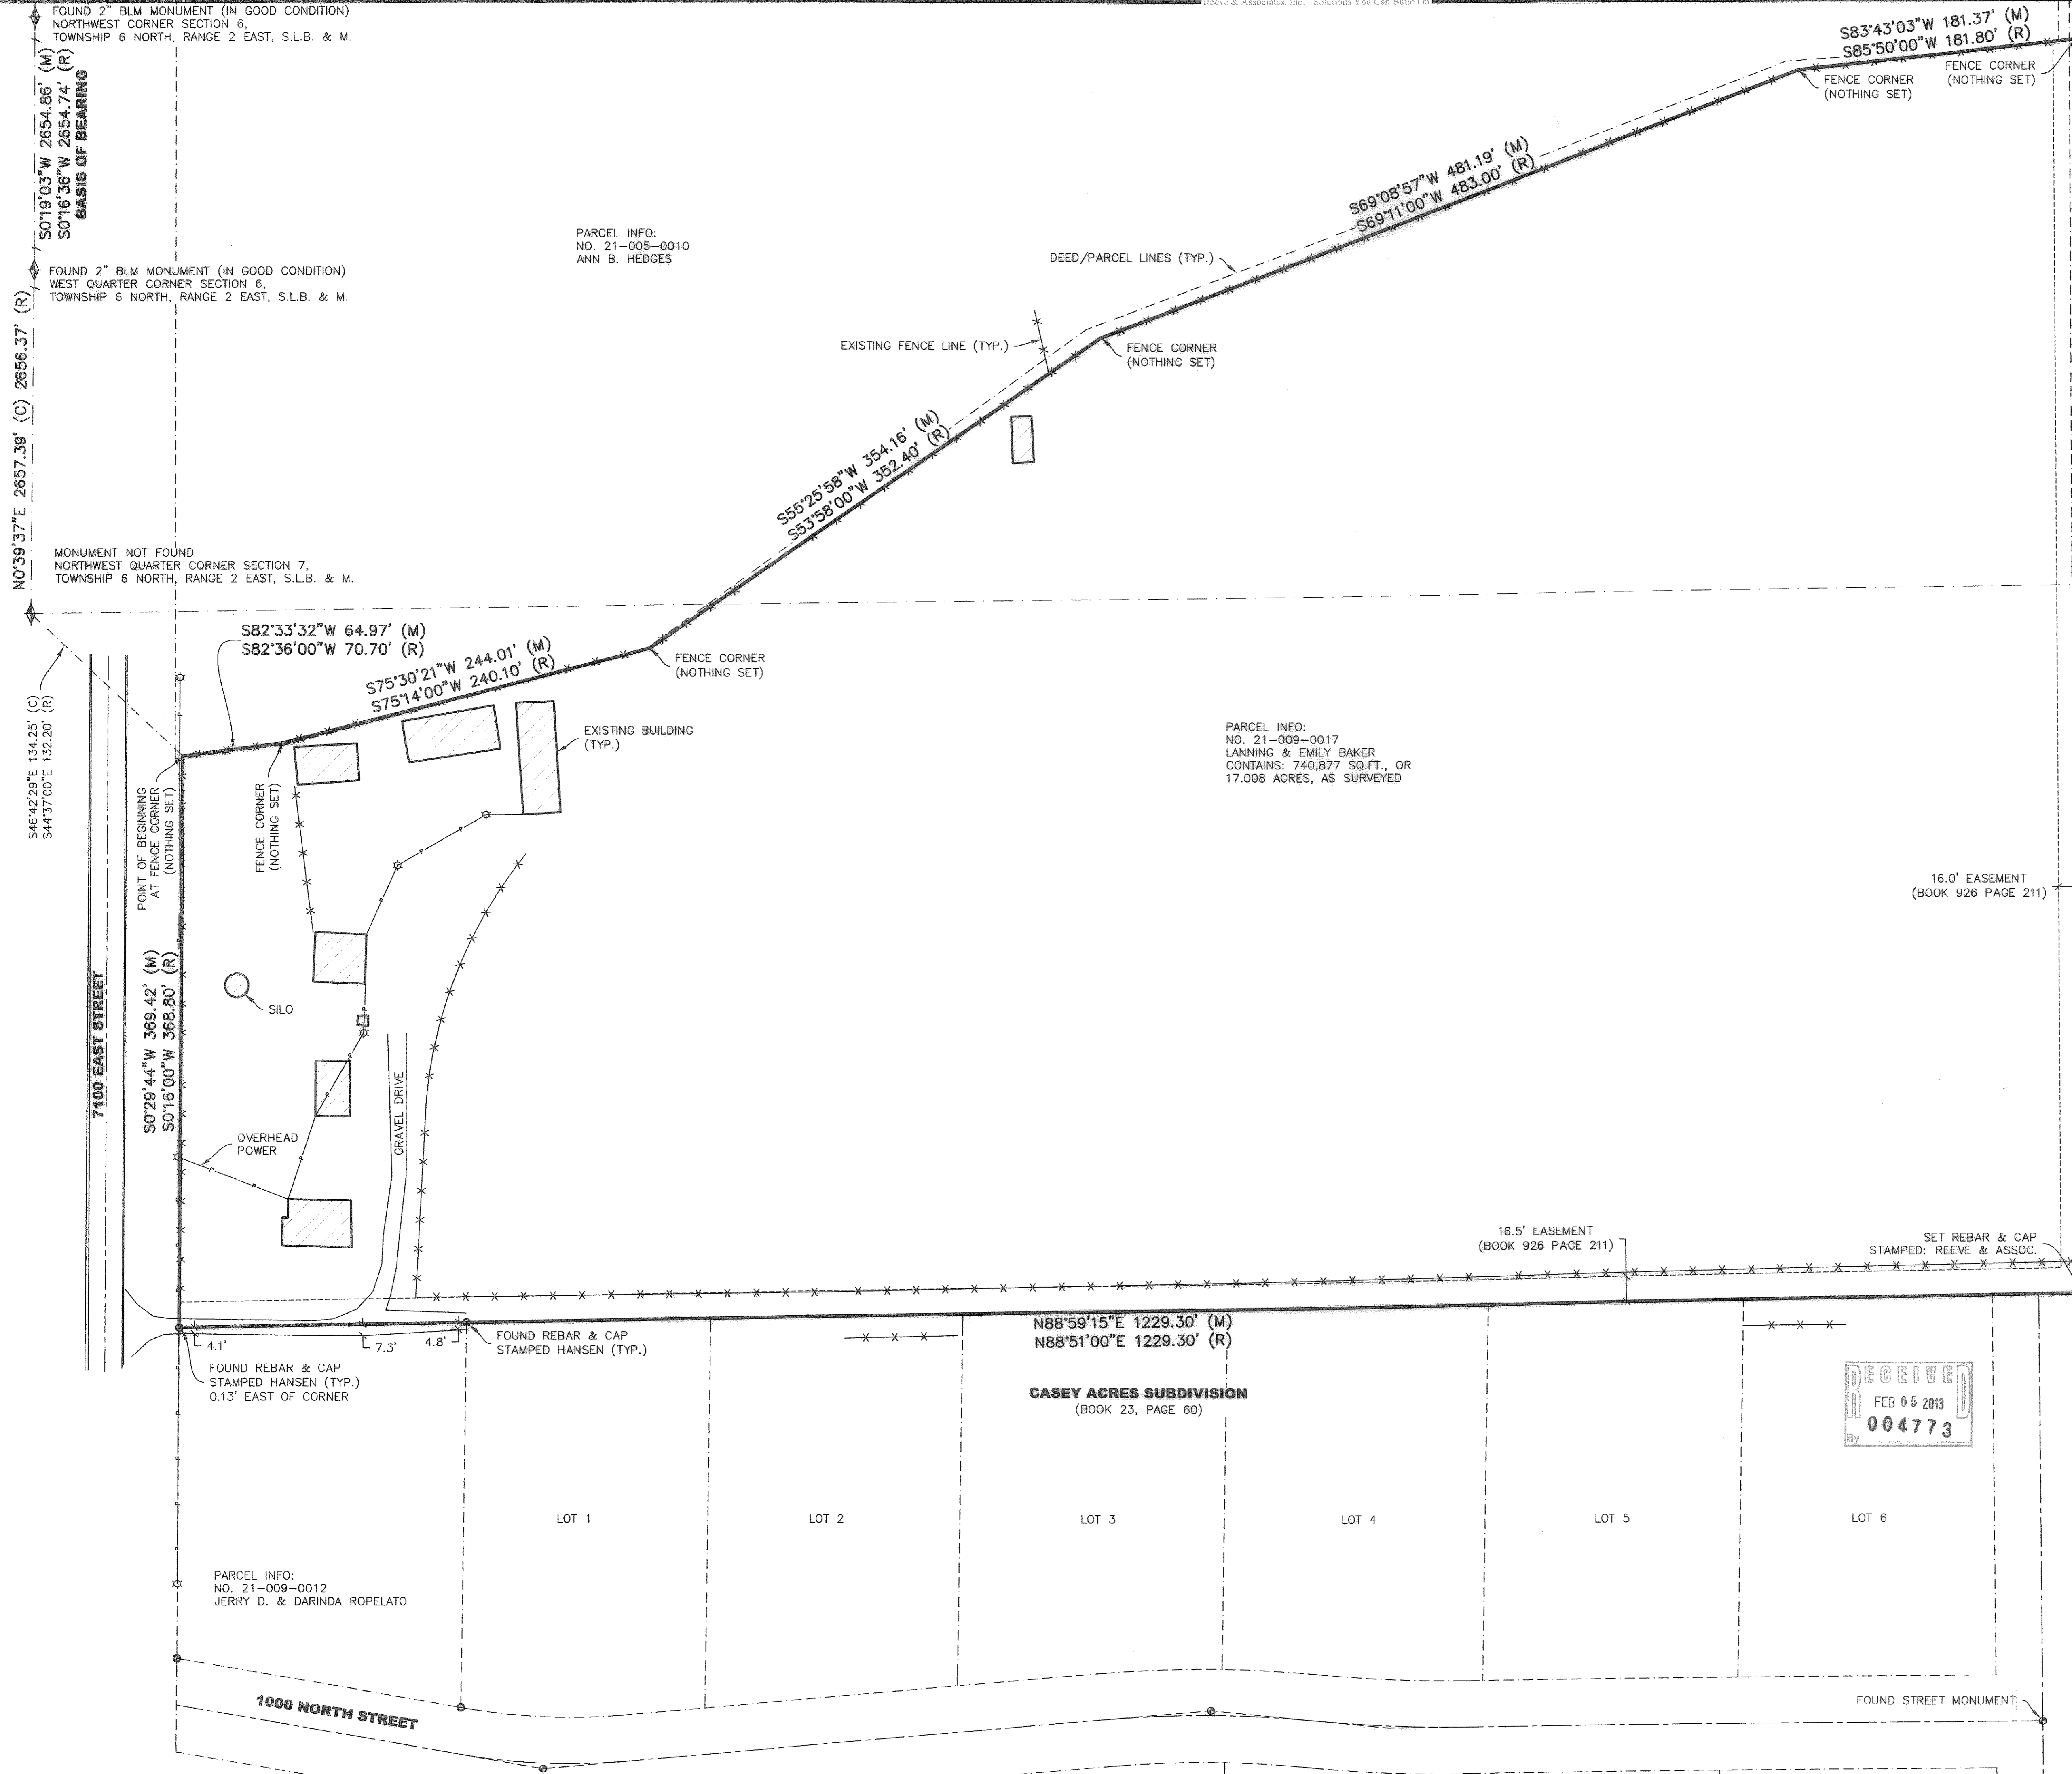 Reeve & Associates, Inc. - Solutions You Can Build On
FOUND 2" BLM MONUMENT (IN GOOD CONDITION)
NORTHWEST CORNER SECTION 6,
TOWNSHIP 6 NORTH, RANGE 2 EAST, S.L.B. & M.
S0°19'03"W 2654.86' (M)
S0°16'36"W 2654.74' (R)
BASIS OF BEARING
S83°43'03"W 181.37' (M)
S85°50'00"W 181.80' (R)
FENCE CORNER
(NOTHING SET)
FENCE CORNER
(NOTHING SET)
S69°08'57"W 481.19' (M)
S69°11'00"W 483.00' (R)
PARCEL INFO:
NO. 21-005-0010
ANN B. HEDGES
DEED/PARCEL LINES (TYP.)
FOUND 2" BLM MONUMENT (IN GOOD CONDITION)
WEST QUARTER CORNER SECTION 6,
TOWNSHIP 6 NORTH, RANGE 2 EAST, S.L.B. & M.
N0°39'37"E 2657.39' (C) 2656.37' (R)
EXISTING FENCE LINE (TYP.)
FENCE CORNER
(NOTHING SET)
S55°25'58"W 354.16' (M)
S53°58'00"W 352.40' (R)
MONUMENT NOT FOUND
NORTHWEST QUARTER CORNER SECTION 7,
TOWNSHIP 6 NORTH, RANGE 2 EAST, S.L.B. & M.
S82°33'32"W 64.97' (M)
S82°36'00"W 70.70' (R)
S75°30'21"W 244.01' (M)
S75°14'00"W 240.10' (R)
FENCE CORNER
(NOTHING SET)
S46°42'29"E 134.25' (C)
S44°37'00"E 132.20' (R)
EXISTING BUILDING
(TYP.)
PARCEL INFO:
NO. 21-009-0017
LANNING & EMILY BAKER
CONTAINS: 740,877 SQ.FT., OR
17.008 ACRES, AS SURVEYED
POINT OF BEGINNING
AT FENCE CORNER
(NOTHING SET)
FENCE CORNER
(NOTHING SET)
16.0' EASEMENT
(BOOK 926 PAGE 211)
S0°29'44"W 369.42' (M)
S0°16'00"W 368.80' (R)
7100 EAST STREET
SILO
GRAVEL DRIVE
OVERHEAD
POWER
16.5' EASEMENT
(BOOK 926 PAGE 211)
SET REBAR & CAP
STAMPED: REEVE & ASSOC.
4.1'
7.3'
4.8'
FOUND REBAR & CAP
STAMPED HANSEN (TYP.)
FOUND REBAR & CAP
STAMPED HANSEN (TYP.)
0.13' EAST OF CORNER
N88°59'15"E 1229.30' (M)
N88°51'00"E 1229.30' (R)
CASEY ACRES SUBDIVISION
(BOOK 23, PAGE 60)
RECEIVED
FEB 05 2013
004773
By
LOT 1
LOT 2
LOT 3
LOT 4
LOT 5
LOT 6
PARCEL INFO:
NO. 21-009-0012
JERRY D. & DARINDA ROPELATO
1000 NORTH STREET
FOUND STREET MONUMENT